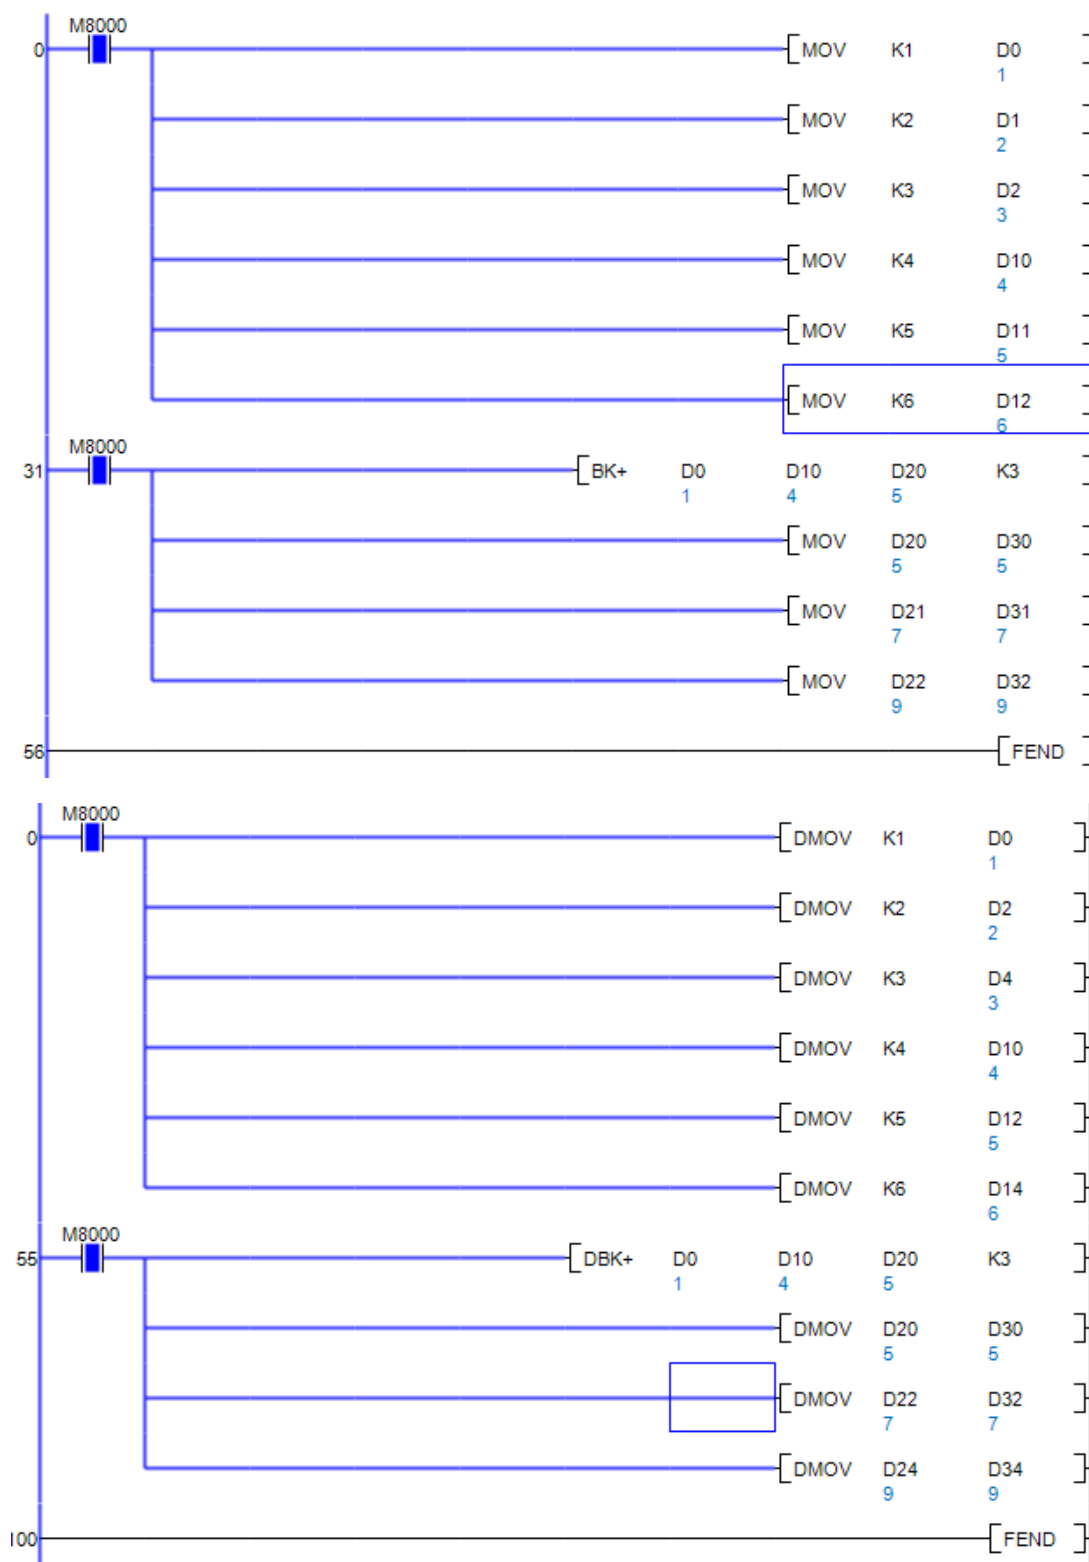 M8000
0 MOV K1 D0
1
MOV K2 D1
2
MOV K3 D2
3
MOV K4 D10
4
MOV K5 D11
5
MOV K6 D12
6
M8000
31 BK+ D0 D10 D20 K3
1 4 5
MOV D20 D30
5 5
MOV D21 D31
7 7
MOV D22 D32
9 9
56 FEND
M8000
0 DMOV K1 D0
1
DMOV K2 D2
2
DMOV K3 D4
3
DMOV K4 D10
4
DMOV K5 D12
5
DMOV K6 D14
6
M8000
55 DBK+ D0 D10 D20 K3
1 4 5
DMOV D20 D30
5 5
DMOV D22 D32
7 7
DMOV D24 D34
9 9
100 FEND